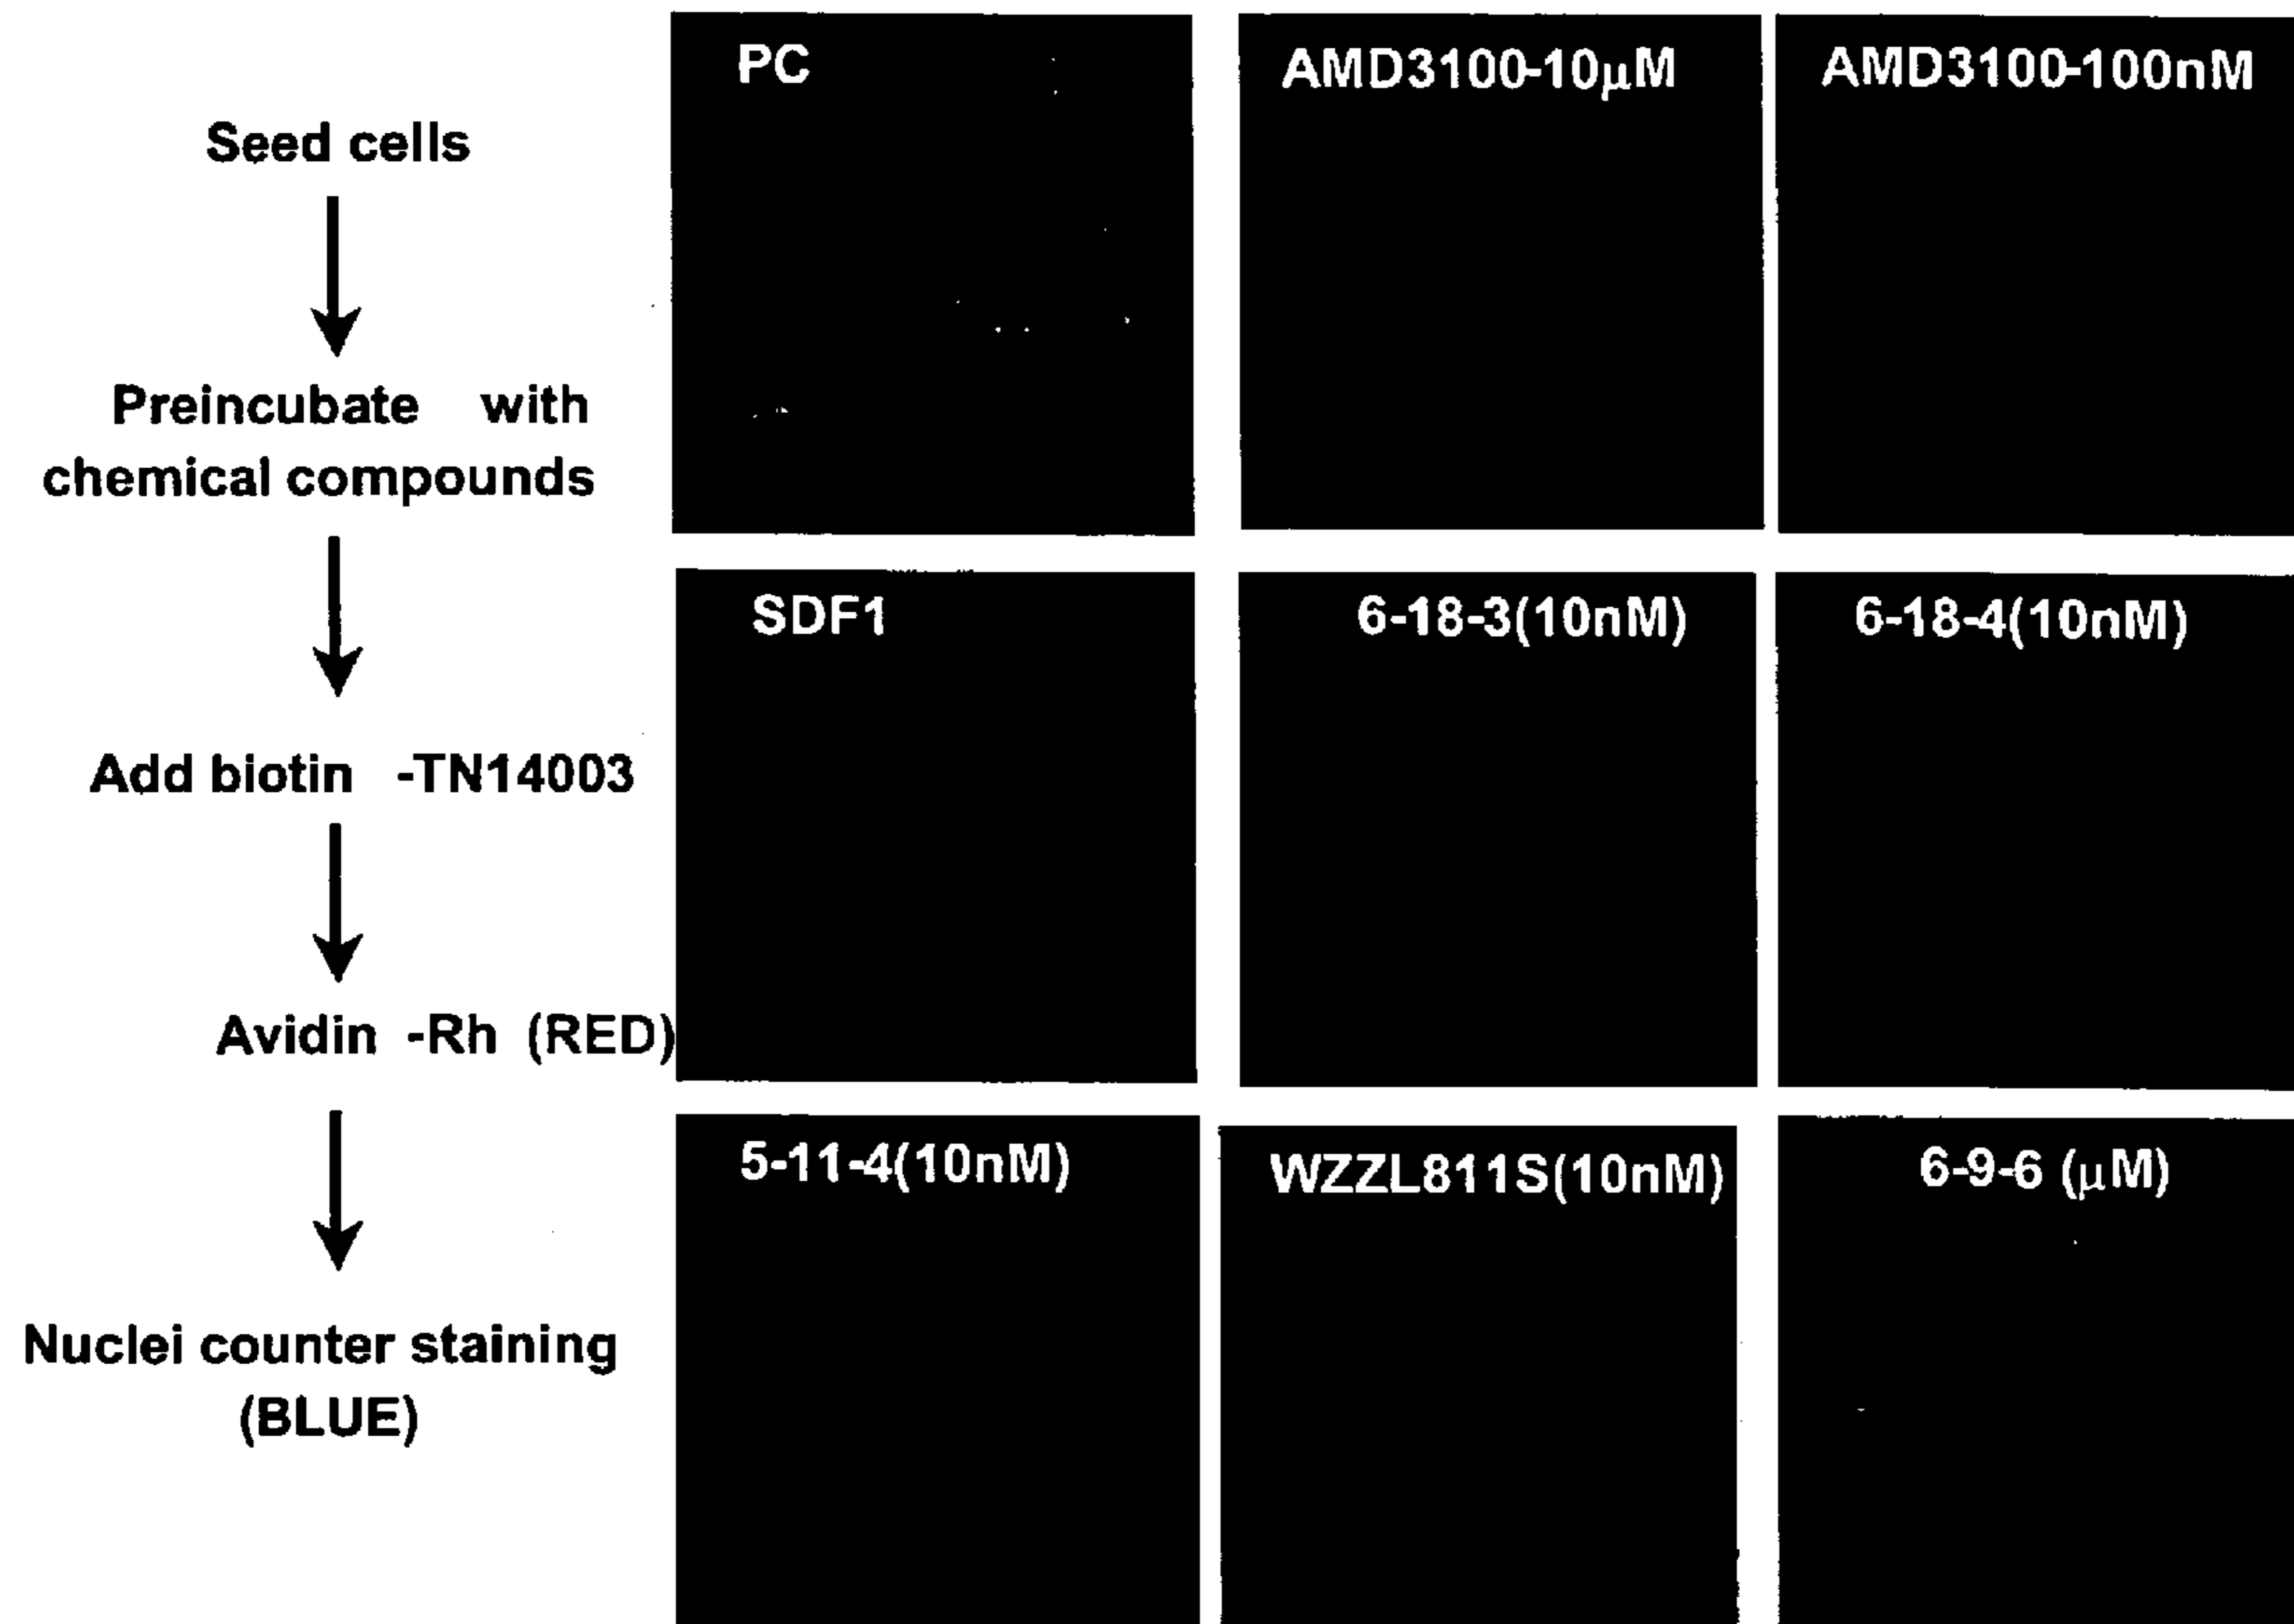 Seed cells
Preincubate with
chemical compounds
Add biotin -TN14003
Avidin -Rh (RED)
Nuclei counter staining
(BLUE)
PC
AMD3100-10μM
AMD3100-100nM
SDF1
6-18-3(10nM)
6-18-4(10nM)
5-11-4(10nM)
WZZL811S(10nM)
6-9-6 (μM)